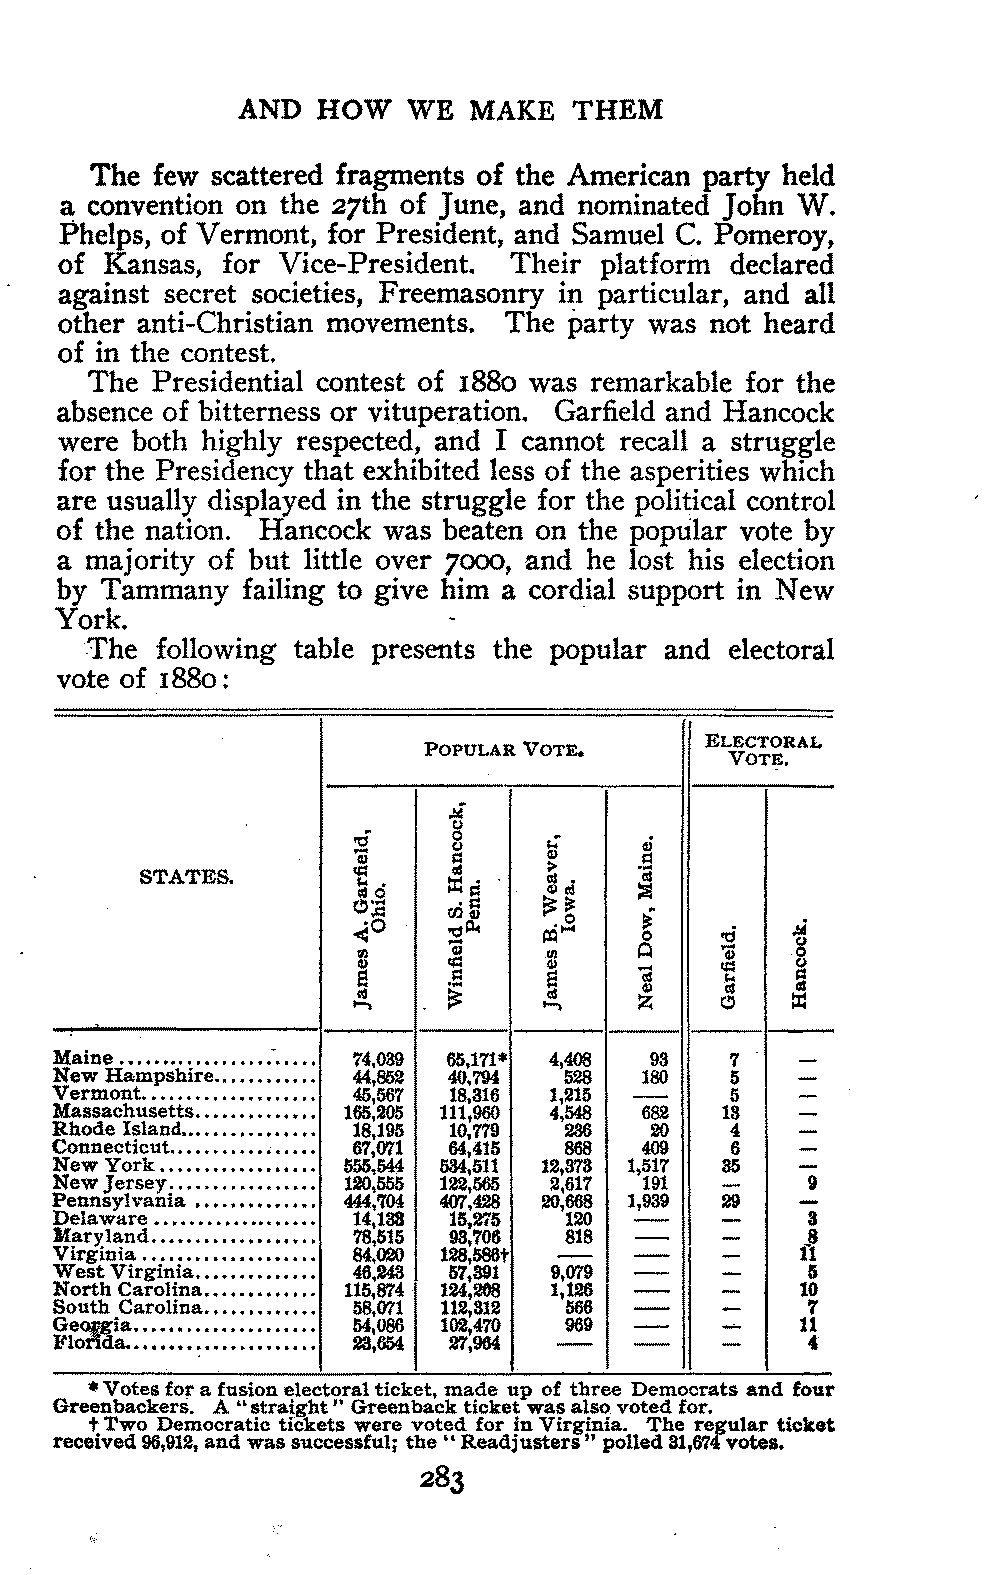 AND HOW WE MAKE THEM
The few scattered fragments of the American party held
a convention on the 27th of June, and nominated John W.
Phelps, of Vermont, for President, and Samuel C. Pomeroy,
of Kansas, for Vice-President. Their platform declared
against secret societies, Freemasonry in particular, and all
other anti-Christian movements. The party was not heard
of in the contest.
The Presidential contest of 1880 was remarkable for the
absence of bitterness or vituperation. Garfield and Hancock
were both highly respected, and I cannot recall a struggle
for the Presidency that exhibited less of the asperities which
are usually displayed in the struggle for the political control
of the nation. Hancock was beaten on the popular vote by
a majority of but little over 7000, and he lost his election
by Tammany failing to give him a cordial support in New
York.
The following table presents the popular and electoral
vote of 1880:
STATES.
POPULAR VOTE.
ELECTORAL
VOTE.
James A. Garfield,
Ohio.
Winfield S. Hancock,
Penn.
James B. Weaver,
Iowa.
Neal Dow, Maine.
Garfield.
Hancock.
Maine....................... 74,039 65,171* 4,408 93 7 —
New Hampshire............ 44,852 40,794 528 180 5 —
Vermont..................... 45,567 18,316 1,215 — 5 —
Massachusetts.............. 165,205 111,960 4,548 682 13 —
Rhode Island................ 18,195 10,779 236 20 4 —
Connecticut................. 67,071 64,415 868 409 6 —
New York.................. 555,544 534,511 12,373 1,517 35 —
New Jersey................. 120,555 122,565 2,617 191 — 9
Pennsylvania .............. 444,704 407,428 20,668 1,939 29 —
Delaware ................... 14,133 15,275 120 — — 3
Maryland................... 78,515 93,706 818 — — 8
Virginia .................... 84,020 128,586† — — — 11
West Virginia.............. 46,243 57,391 9,079 — — 5
North Carolina............. 115,874 124,208 1,126 — — 10
South Carolina............. 58,071 112,312 566 — — 7
Georgia..................... 54,086 102,470 969 — — 11
Florida...................... 23,654 27,964 — — — 4
* Votes for a fusion electoral ticket, made up of three Democrats and four
Greenbackers. A "straight" Greenback ticket was also voted for.
† Two Democratic tickets were voted for in Virginia. The regular ticket
received 96,912, and was successful; the "Readjusters" polled 31,674 votes.
283